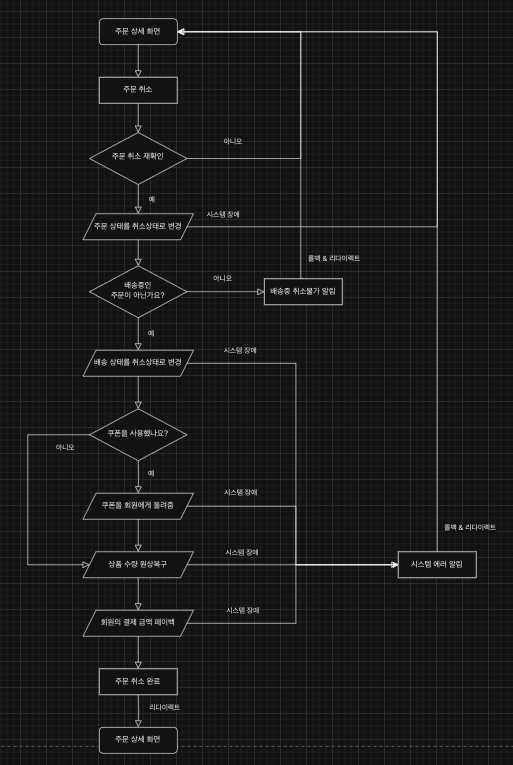 주문 상세 화면
주문 취소
주문 취소 재확인
아니오
예
주문 상태를 취소상태로 변경
시스템 장애
롤백 & 리다이렉트
배송중인
주문이 아닌가요?
아니오
배송중 취소불가 알림
예
배송 상태를 취소상태로 변경
시스템 장애
쿠폰을 사용했나요?
아니오
예
쿠폰을 회원에게 돌려줌
시스템 장애
롤백 & 리다이렉트
상품 수량 원상복구
시스템 장애
시스템 에러 알림
회원의 결제 금액 페이백
시스템 장애
주문 취소 완료
리다이렉트
주문 상세 화면